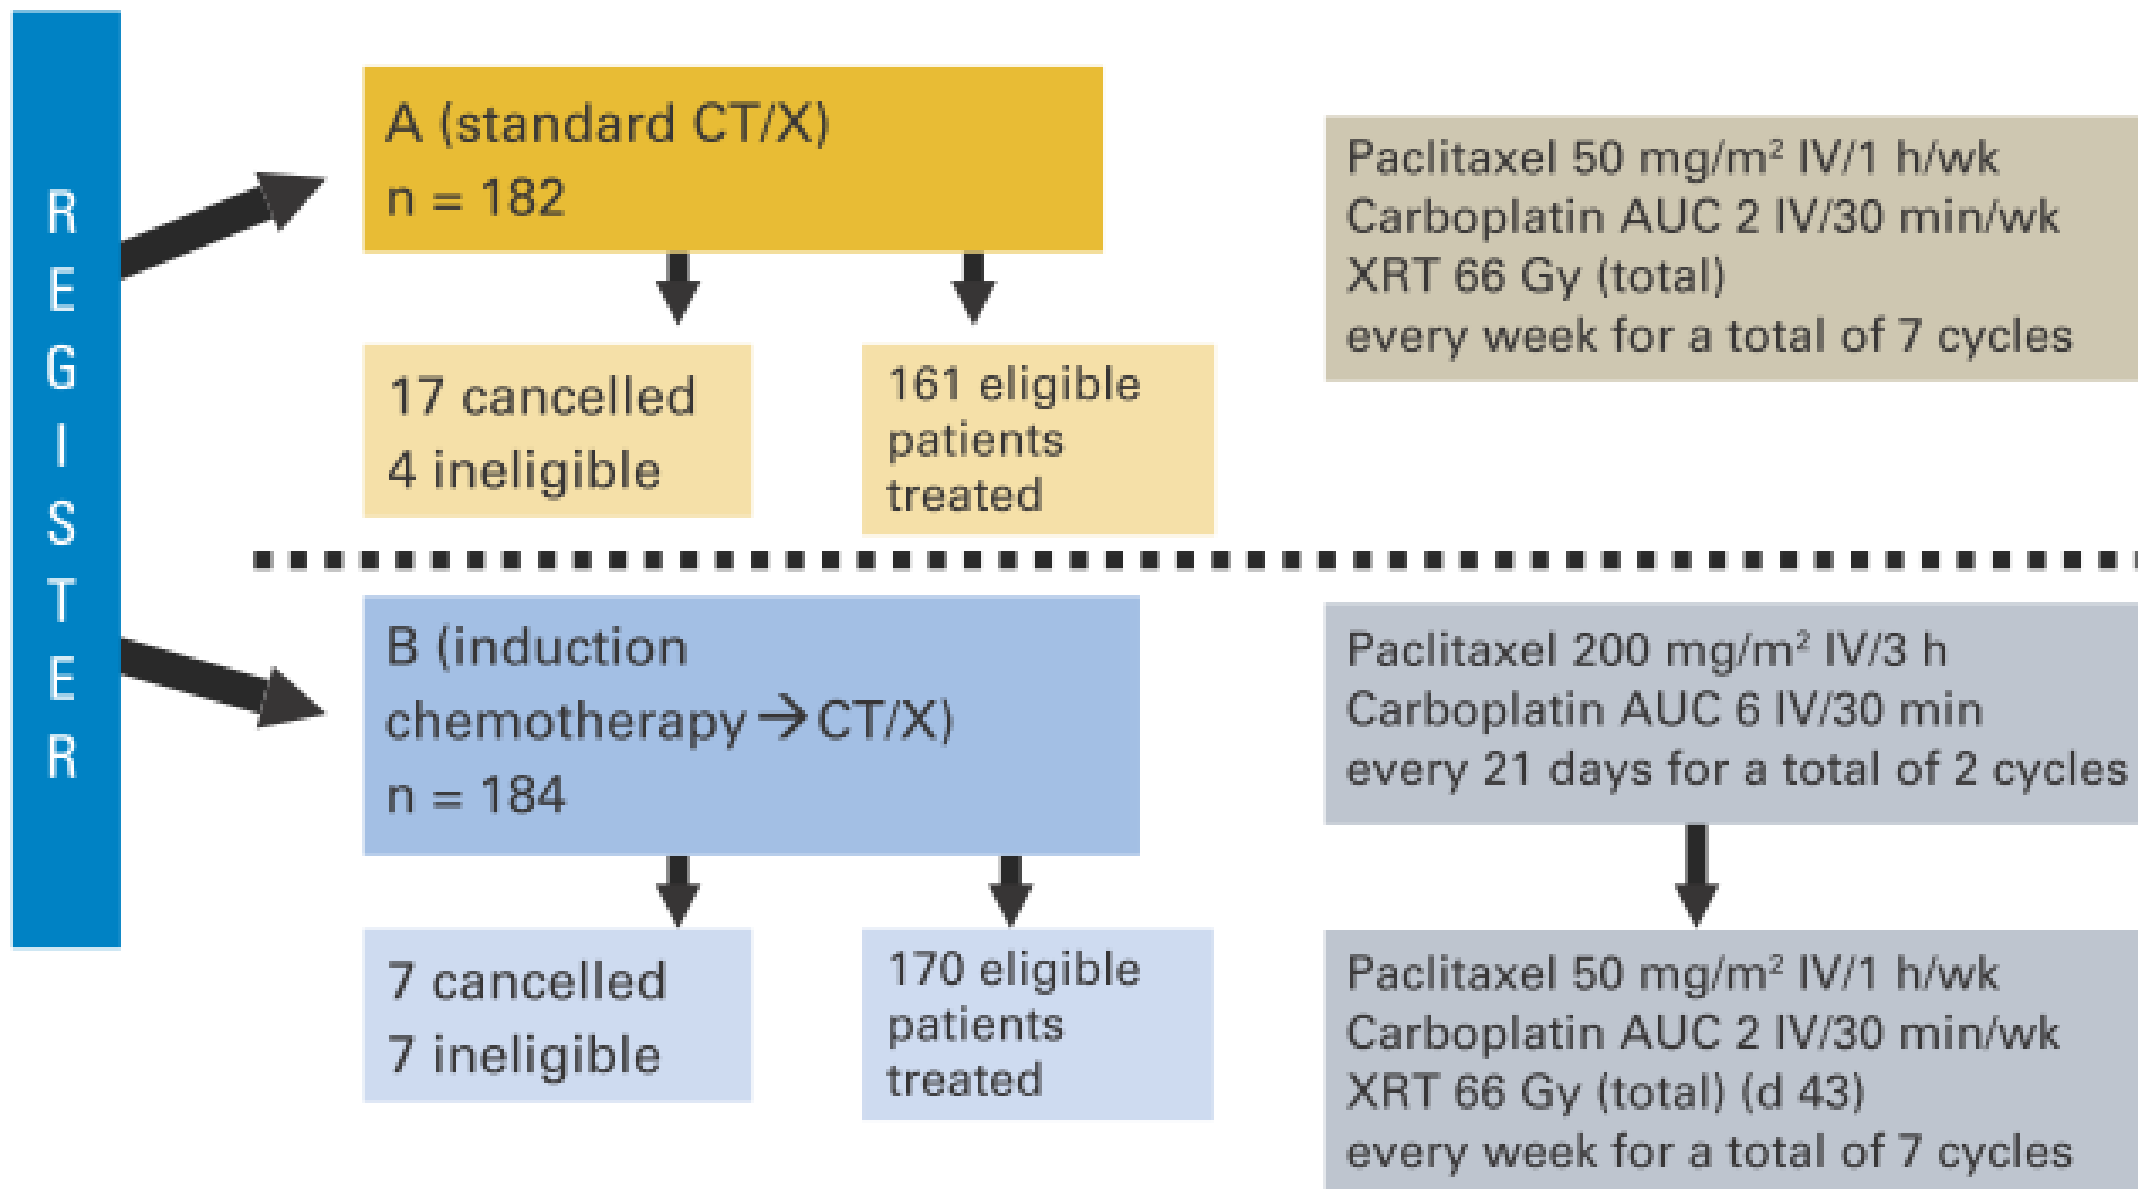 REGISTER
A (standard CT/X)
n = 182
17 cancelled
4 ineligible
161 eligible
patients
treated
Paclitaxel 50 mg/m² IV/1 h/wk
Carboplatin AUC 2 IV/30 min/wk
XRT 66 Gy (total)
every week for a total of 7 cycles
B (induction
chemotherapy → CT/X)
n = 184
7 cancelled
7 ineligible
170 eligible
patients
treated
Paclitaxel 200 mg/m² IV/3 h
Carboplatin AUC 6 IV/30 min
every 21 days for a total of 2 cycles
Paclitaxel 50 mg/m² IV/1 h/wk
Carboplatin AUC 2 IV/30 min/wk
XRT 66 Gy (total) (d 43)
every week for a total of 7 cycles